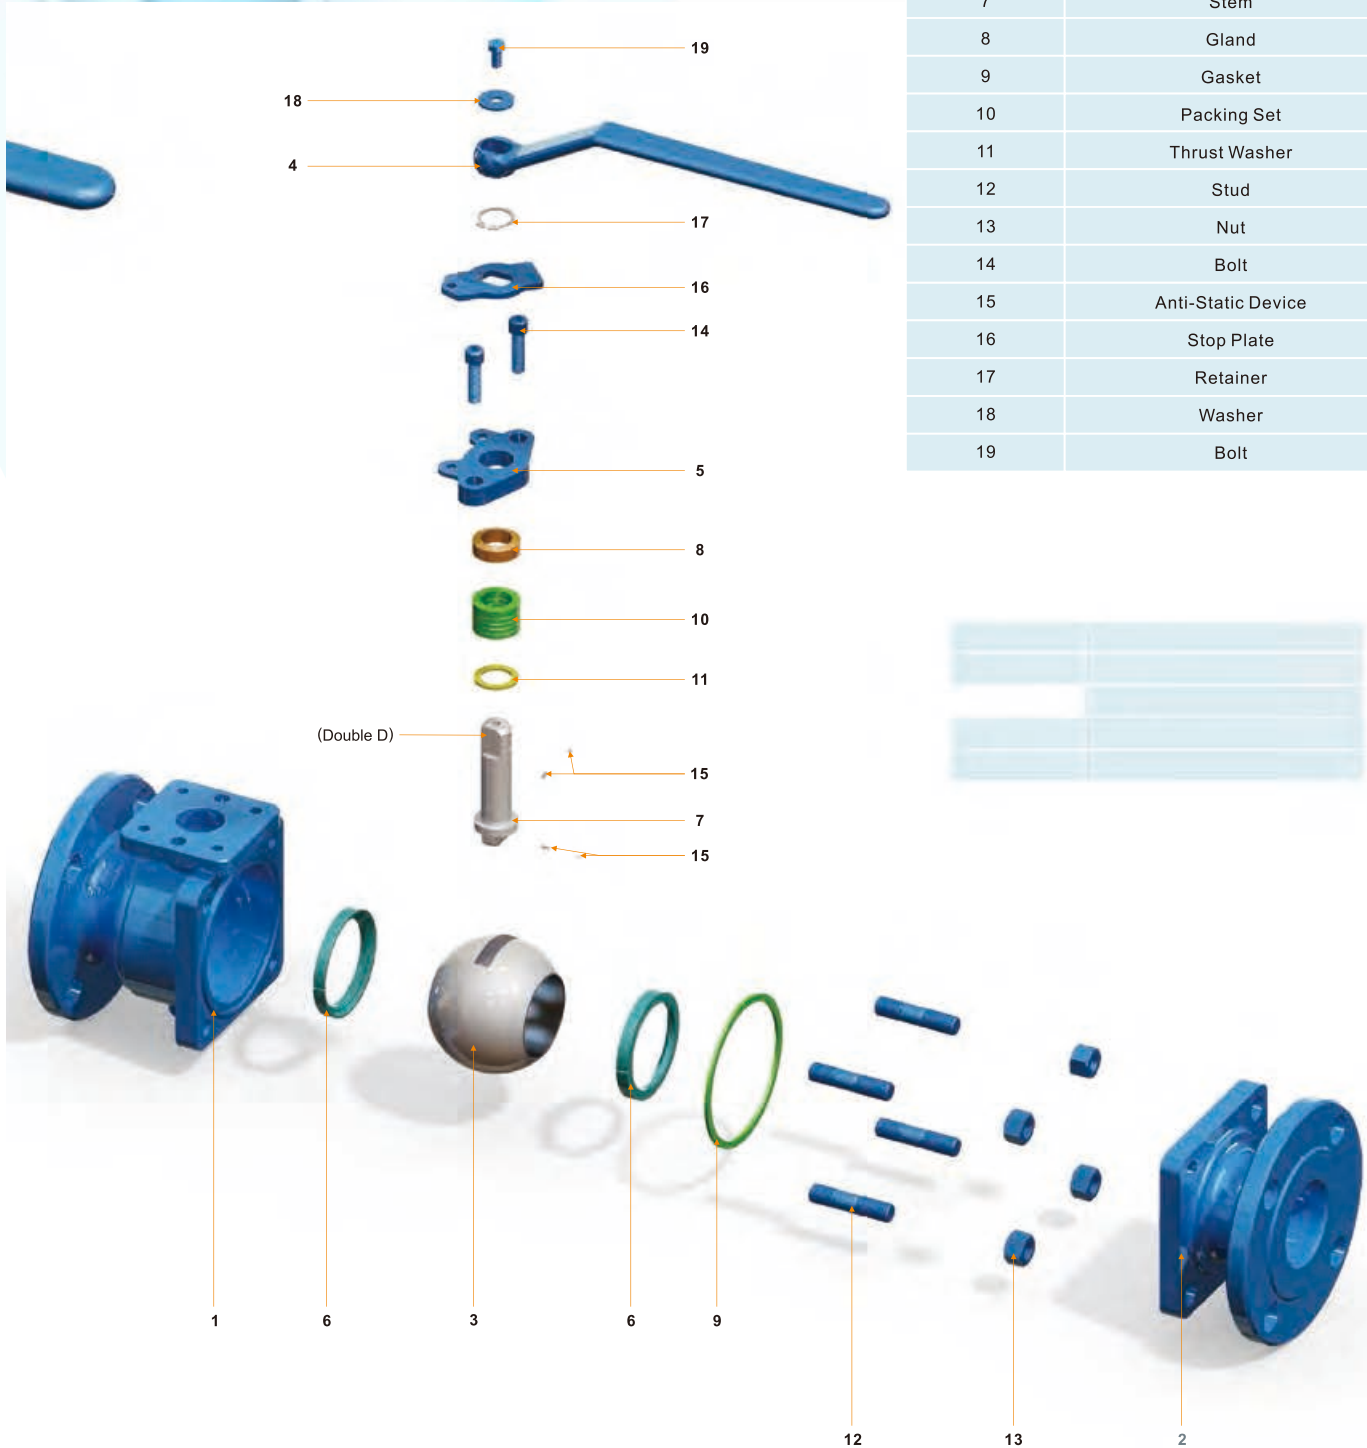 7 Stem
8 Gland
9 Gasket
10 Packing Set
11 Thrust Washer
12 Stud
13 Nut
14 Bolt
15 Anti-Static Device
16 Stop Plate
17 Retainer
18 Washer
19 Bolt
19
18
4
17
16
14
5
8
10
11
(Double D)
15
7
15
1 6 3 6 9
12 13 2